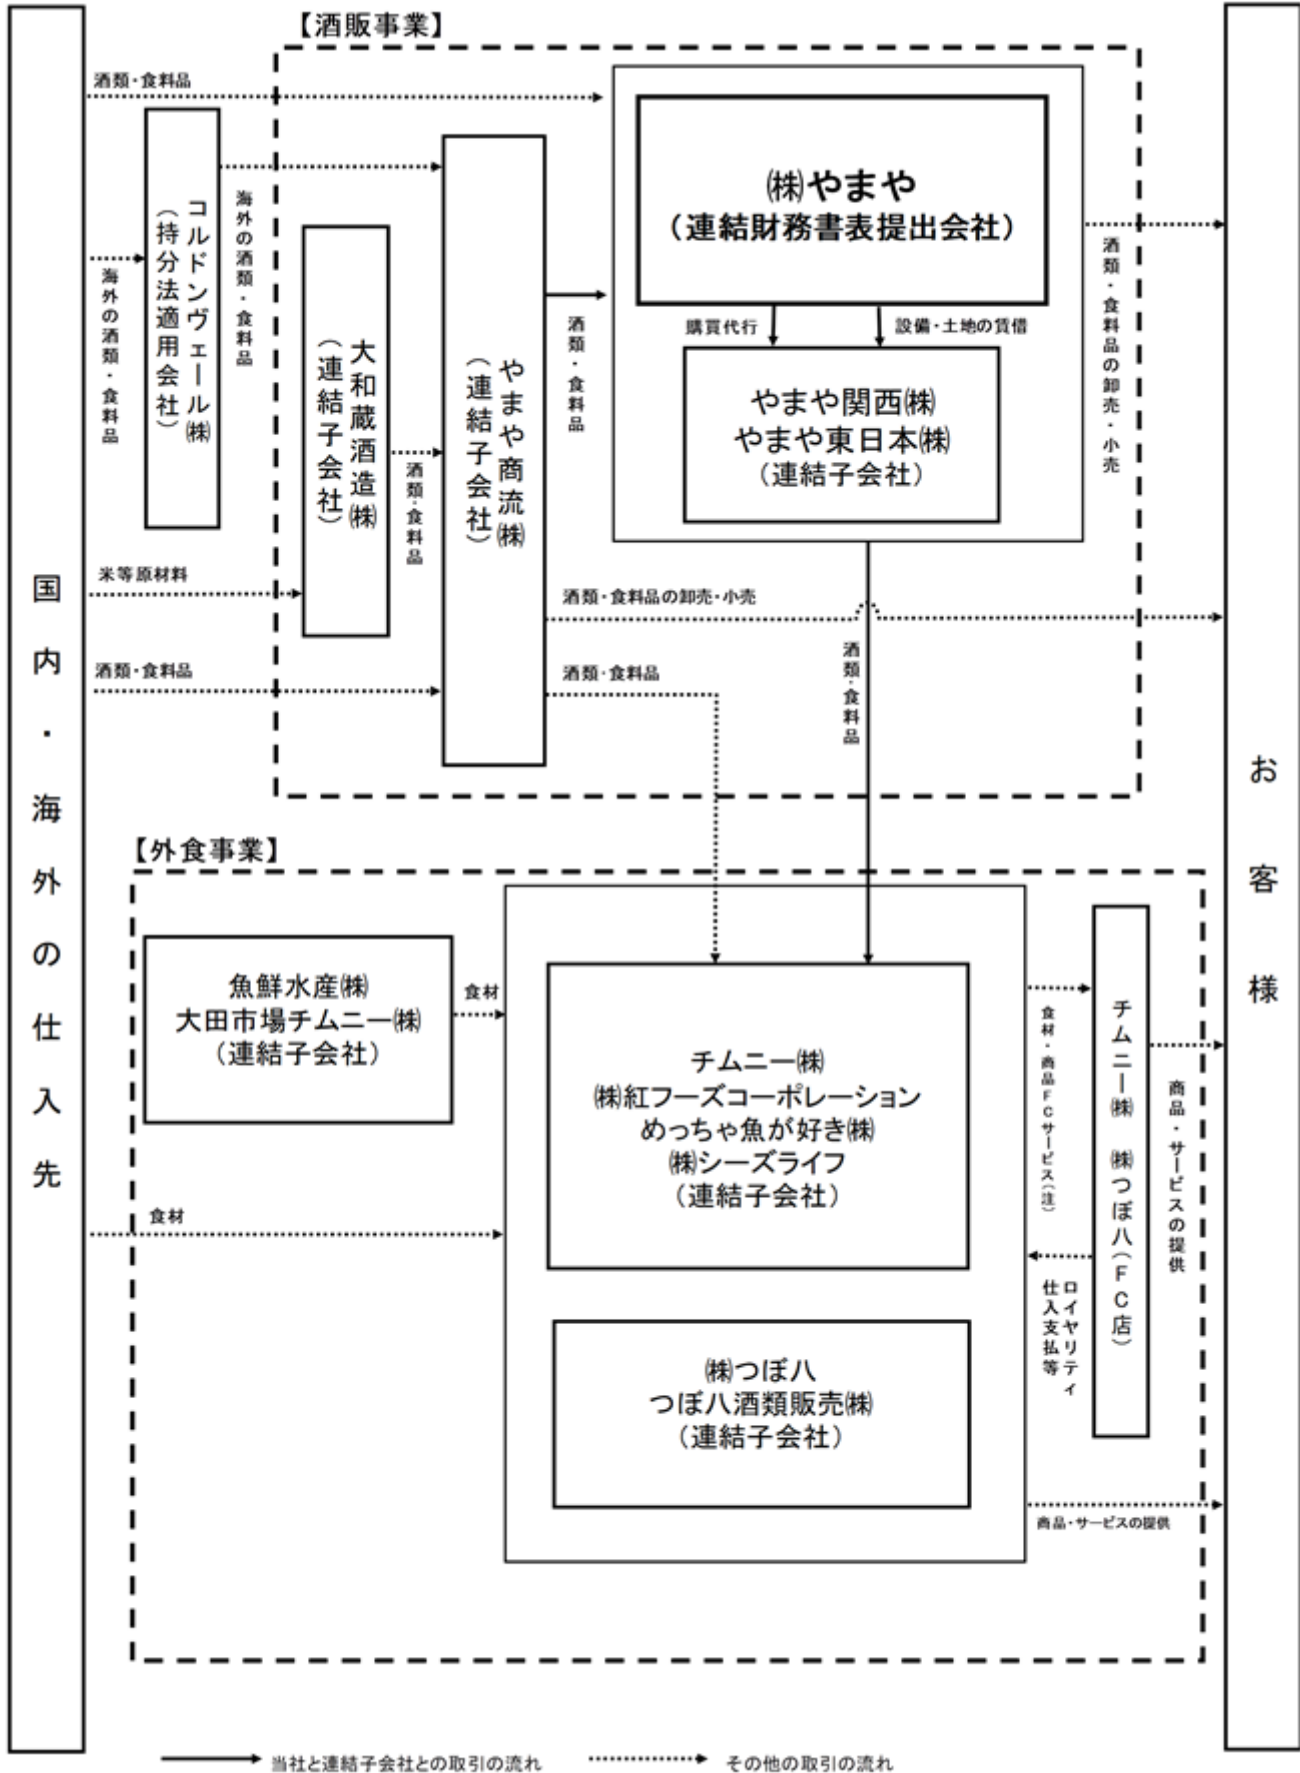 【酒販事業】
酒類・食料品
コルドンヴェール㈱
（持分法適用会社）
海外の酒類・食料品
海外の酒類・食料品
大和蔵酒造㈱
（連結子会社）
酒類・食料品
やまや商流㈱
（連結子会社）
酒類・食料品
㈱やまや
（連結財務書表提出会社）
購買代行
設備・土地の賃借
やまや関西㈱
やまや東日本㈱
（連結子会社）
酒類・食料品の卸売・小売
米等原材料
酒類・食料品の卸売・小売
酒類・食料品
酒類・食料品
酒類・食料品
国内・海外の仕入先
お客様
【外食事業】
魚鮮水産㈱
大田市場チムニー㈱
（連結子会社）
食材
食材
チムニー㈱
㈱紅フーズコーポレーション
めっちゃ魚が好き㈱
㈱シーズライフ
（連結子会社）
㈱つぼ八
つぼ八酒類販売㈱
（連結子会社）
食材・商品FCサービス（注）
チムニー㈱　㈱つぼ八（FC店）
商品・サービスの提供
ロイヤリティ
仕入支払等
商品・サービスの提供
当社と連結子会社との取引の流れ
その他の取引の流れ